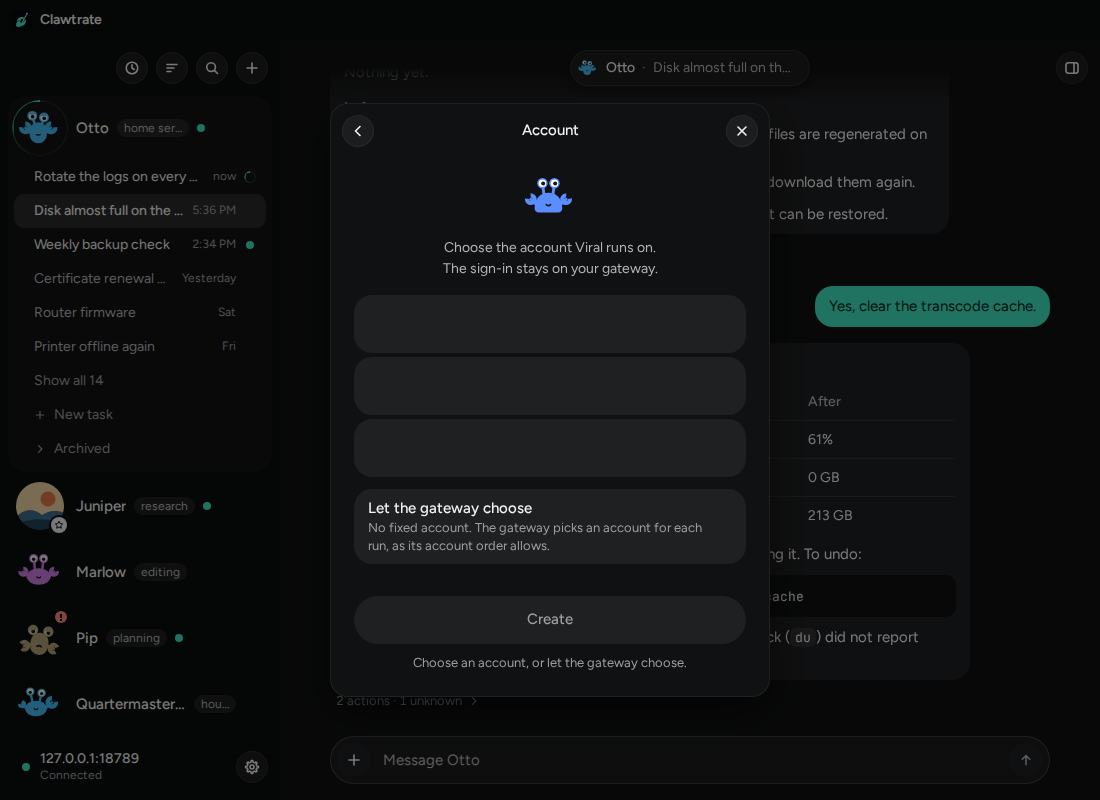 Clawtrate
Otto home ser...
Rotate the logs on every ... now
Disk almost full on the ... 5:36 PM
Weekly backup check 2:34 PM
Certificate renewal ... Yesterday
Router firmware Sat
Printer offline again Fri
Show all 14
+ New task
> Archived
Juniper research
Marlow editing
! Pip planning
Quartermaster... hou...
127.0.0.1:18789
Connected
Otto · Disk almost full on th...
Nothing yet.
files are regenerated on
download them again.
t can be restored.
Yes, clear the transcode cache.
After
61%
0 GB
213 GB
ng it. To undo:
cache
ck ( du ) did not report
2 actions · 1 unknown >
Message Otto
Account
Choose the account Viral runs on.
The sign-in stays on your gateway.
Let the gateway choose
No fixed account. The gateway picks an account for each
run, as its account order allows.
Create
Choose an account, or let the gateway choose.